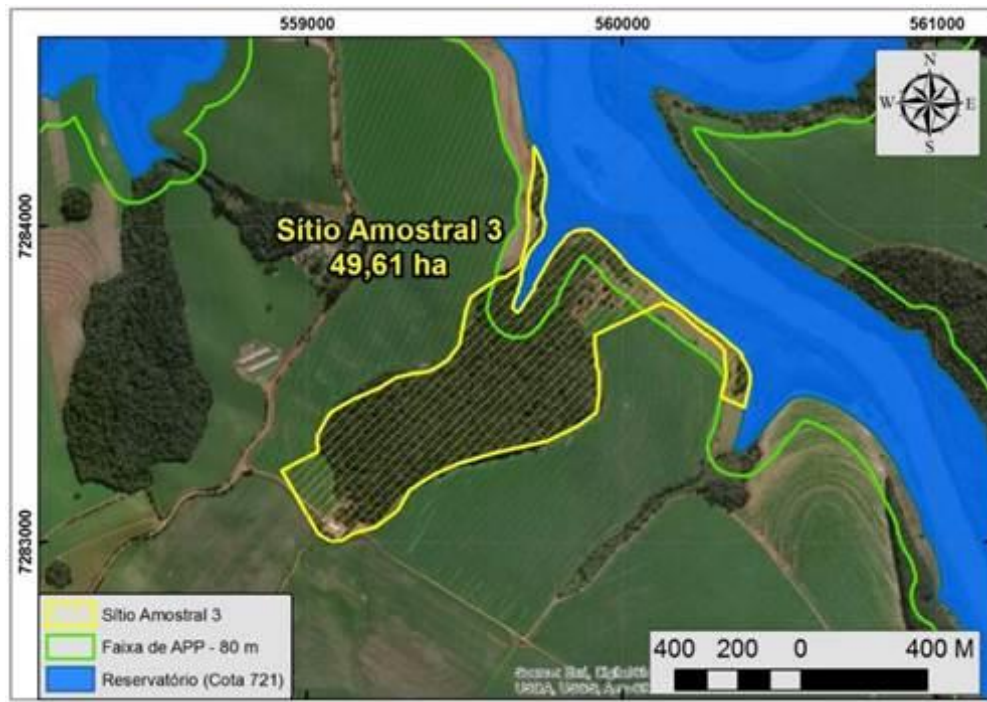 559000
560000
561000
N
W
E
S
7284000
Sítio Amostral 3
49,61 ha
7283000
Sítio Amostral 3
Faixa de APP - 80 m
Reservatório (Cota 721)
400 200 0 400 M